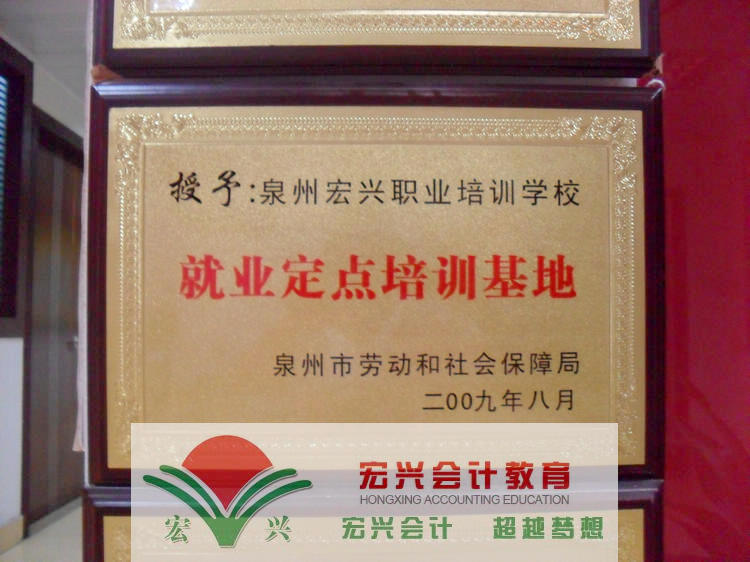 授予:泉州宏兴职业培训学校
就业定点培训基地
泉州市劳动和社会保障局
二00九年八月
宏兴会计教育
HONGXING ACCOUNTING EDUCATION
宏 兴 宏兴会计 超越梦想